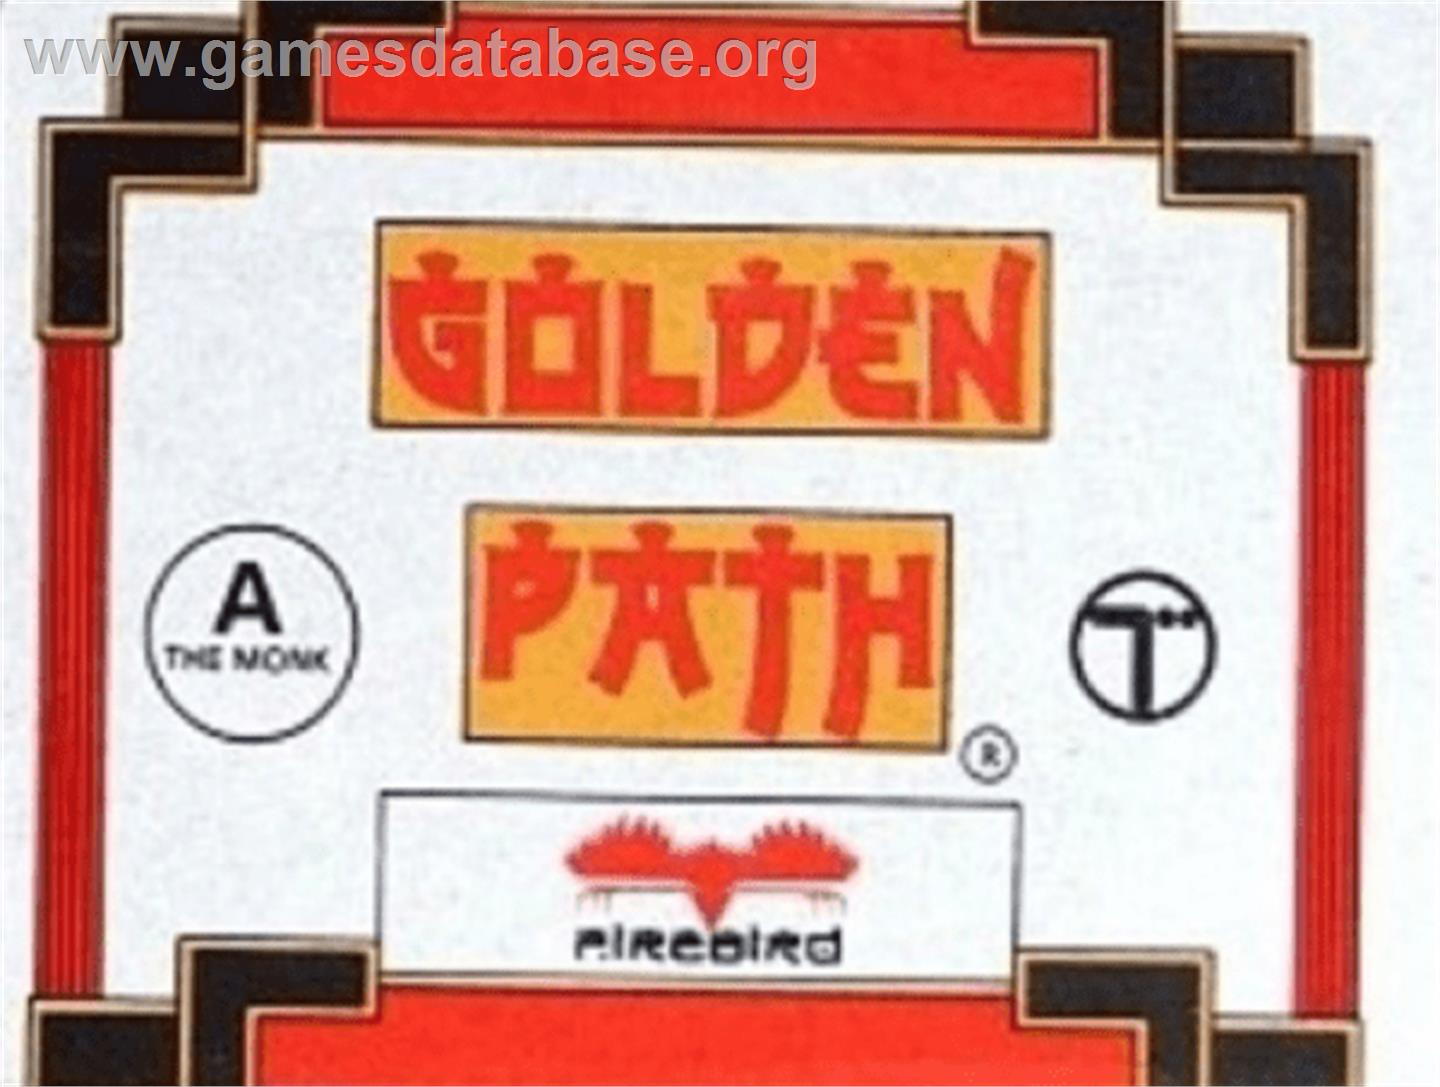 www.gamesdatabase.org
GOLDEN
PATH
A
THE MONK
T
®
FIREBIRD